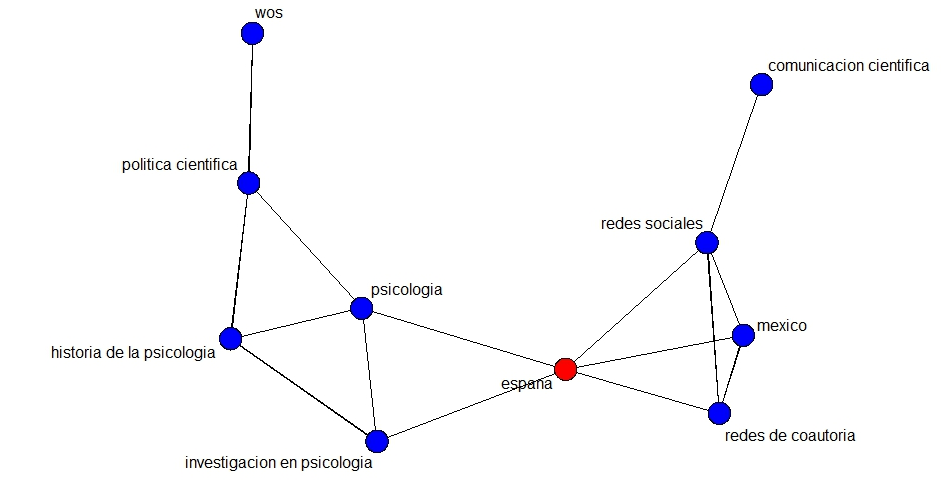 wos
comunicacion cientifica
politica cientifica
redes sociales
psicologia
mexico
historia de la psicologia
españa
redes de coautoria
investigacion en psicologia